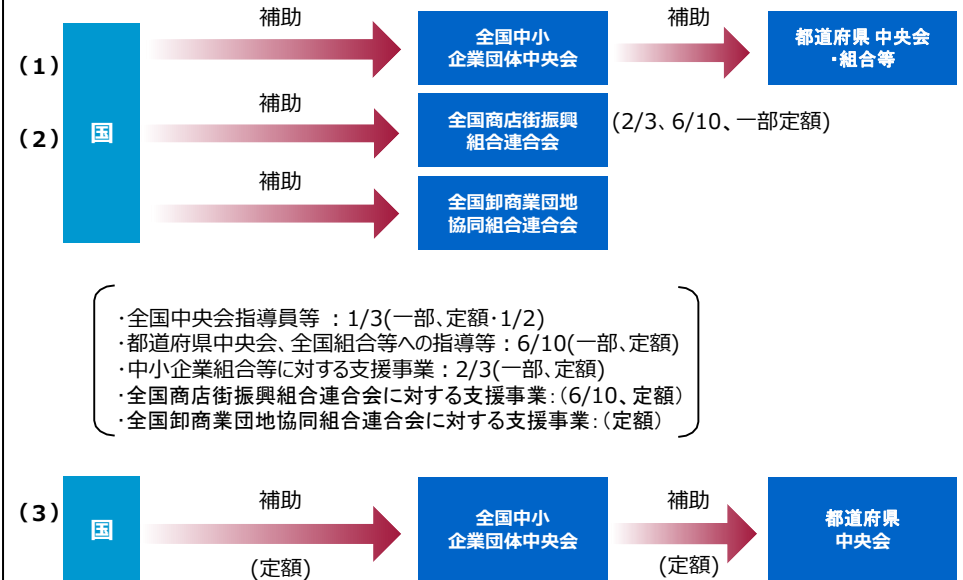 補助
補助
(1)
国
全国中小
企業団体中央会
都道府県 中央会
・組合等
(2)
補助
全国商店街振興
組合連合会
(2/3、6/10、一部定額)
補助
全国卸商業団地
協同組合連合会
・全国中央会指導員等 : 1/3(一部、定額・1/2)
・都道府県中央会、全国組合等への指導等 : 6/10(一部、定額)
・中小企業組合等に対する支援事業 : 2/3(一部、定額)
・全国商店街振興組合連合会に対する支援事業:(6/10、定額)
・全国卸商業団地協同組合連合会に対する支援事業:(定額)
(3)
国
補助
(定額)
全国中小
企業団体中央会
補助
(定額)
都道府県
中央会